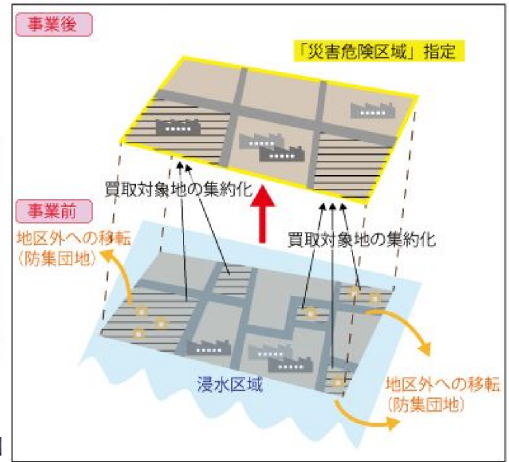 事業後
「災害危険区域」指定
買取対象地の集約化
事業前
地区外への移転
(防集団地)
買取対象地の集約化
浸水区域
地区外への移転
(防集団地)